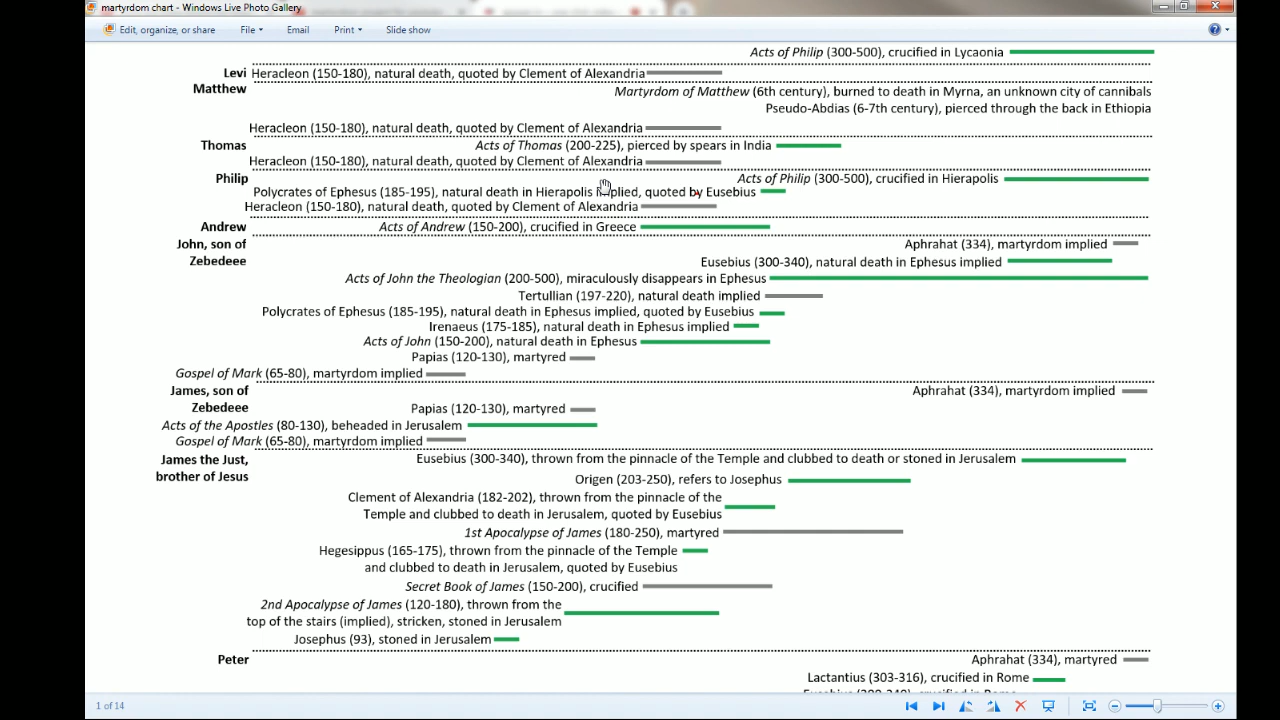 martyrdom chart - Windows Live Photo Gallery
Edit, organize, or share File Email Print Slide show
Acts of Philip (300-500), crucified in Lycaonia
Levi Heracleon (150-180), natural death, quoted by Clement of Alexandria
Matthew Martyrdom of Matthew (6th century), burned to death in Myrna, an unknown city of cannibals
Pseudo-Abdias (6-7th century), pierced through the back in Ethiopia
Heracleon (150-180), natural death, quoted by Clement of Alexandria
Thomas Acts of Thomas (200-225), pierced by spears in India
Heracleon (150-180), natural death, quoted by Clement of Alexandria
Philip Acts of Philip (300-500), crucified in Hierapolis
Polycrates of Ephesus (185-195), natural death in Hierapolis implied, quoted by Eusebius
Heracleon (150-180), natural death, quoted by Clement of Alexandria
Andrew Acts of Andrew (150-200), crucified in Greece
John, son of Aphrahat (334), martyrdom implied
Zebedeee Eusebius (300-340), natural death in Ephesus implied
Acts of John the Theologian (200-500), miraculously disappears in Ephesus
Tertullian (197-220), natural death implied
Polycrates of Ephesus (185-195), natural death in Ephesus implied, quoted by Eusebius
Irenaeus (175-185), natural death in Ephesus implied
Acts of John (150-200), natural death in Ephesus
Papias (120-130), martyred
Gospel of Mark (65-80), martyrdom implied
James, son of Aphrahat (334), martyrdom implied
Zebedeee Papias (120-130), martyred
Acts of the Apostles (80-130), beheaded in Jerusalem
Gospel of Mark (65-80), martyrdom implied
James the Just, Eusebius (300-340), thrown from the pinnacle of the Temple and clubbed to death or stoned in Jerusalem
brother of Jesus Origen (203-250), refers to Josephus
Clement of Alexandria (182-202), thrown from the pinnacle of the
Temple and clubbed to death in Jerusalem, quoted by Eusebius
1st Apocalypse of James (180-250), martyred
Hegesippus (165-175), thrown from the pinnacle of the Temple
and clubbed to death in Jerusalem, quoted by Eusebius
Secret Book of James (150-200), crucified
2nd Apocalypse of James (120-180), thrown from the
top of the stairs (implied), stricken, stoned in Jerusalem
Josephus (93), stoned in Jerusalem
Peter Aphrahat (334), martyred
Lactantius (303-316), crucified in Rome
1 of 14